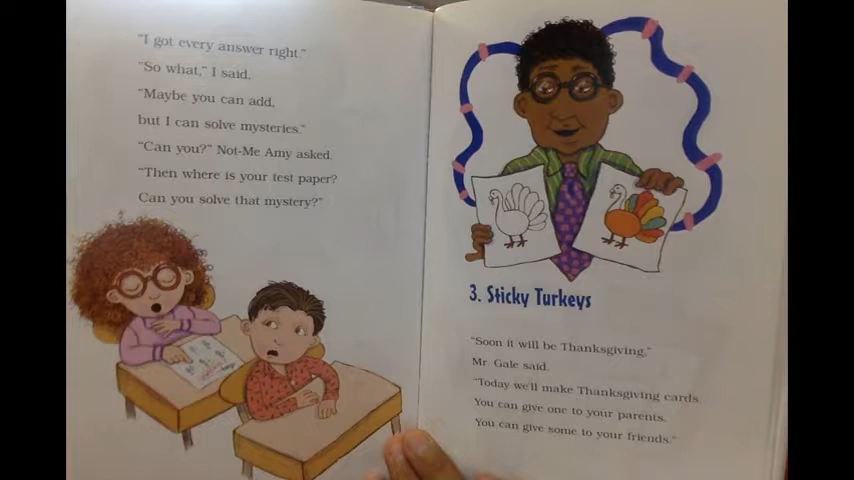 "I got every answer right."
"So what," I said.
"Maybe you can add,
but I can solve mysteries."
"Can you?" Not-Me Amy asked.
"Then where is your test paper?
Can you solve that mystery?"
3. Sticky Turkeys
"Soon it will be Thanksgiving,"
Mr. Gale said.
"Today we'll make Thanksgiving cards.
You can give one to your parents.
You can give some to your friends."